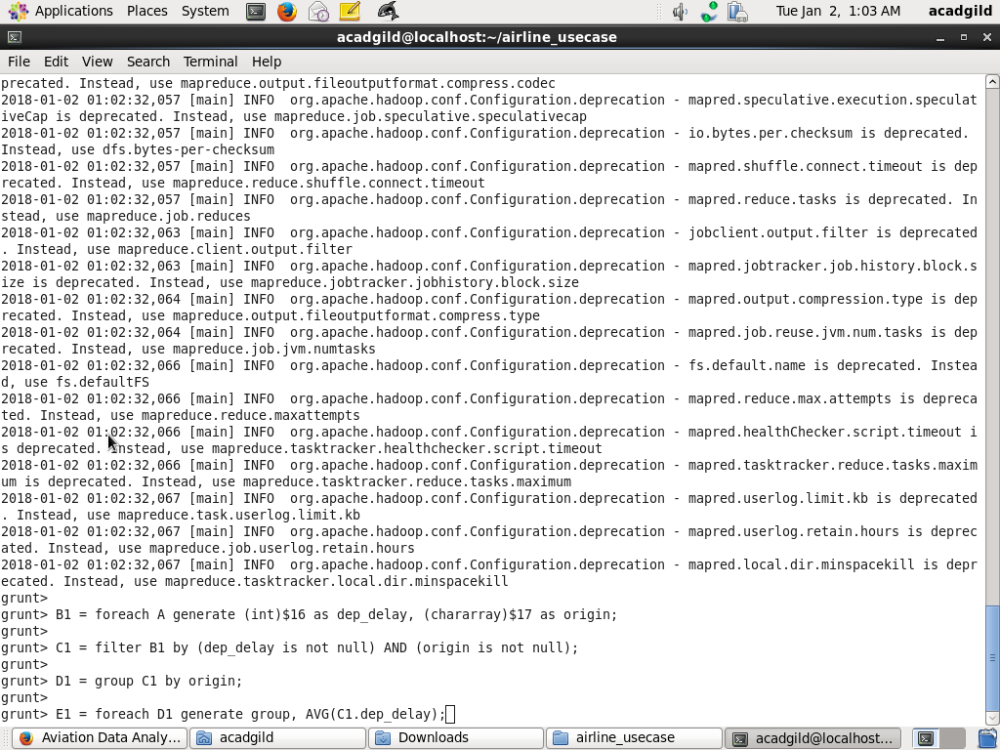 Applications Places System Tue Jan 2, 1:03 AM acadgild
acadgild@localhost:~/airline_usecase
File Edit View Search Terminal Help
precated. Instead, use mapreduce.output.fileoutputformat.compress.codec
2018-01-02 01:02:32,057 [main] INFO  org.apache.hadoop.conf.Configuration.deprecation - mapred.speculative.execution.speculat
iveCap is deprecated. Instead, use mapreduce.job.speculative.speculativecap
2018-01-02 01:02:32,057 [main] INFO  org.apache.hadoop.conf.Configuration.deprecation - io.bytes.per.checksum is deprecated.
Instead, use dfs.bytes-per-checksum
2018-01-02 01:02:32,057 [main] INFO  org.apache.hadoop.conf.Configuration.deprecation - mapred.shuffle.connect.timeout is dep
recated. Instead, use mapreduce.reduce.shuffle.connect.timeout
2018-01-02 01:02:32,057 [main] INFO  org.apache.hadoop.conf.Configuration.deprecation - mapred.reduce.tasks is deprecated. In
stead, use mapreduce.job.reduces
2018-01-02 01:02:32,063 [main] INFO  org.apache.hadoop.conf.Configuration.deprecation - jobclient.output.filter is deprecated
. Instead, use mapreduce.client.output.filter
2018-01-02 01:02:32,063 [main] INFO  org.apache.hadoop.conf.Configuration.deprecation - mapred.jobtracker.job.history.block.s
ize is deprecated. Instead, use mapreduce.jobtracker.jobhistory.block.size
2018-01-02 01:02:32,064 [main] INFO  org.apache.hadoop.conf.Configuration.deprecation - mapred.output.compression.type is dep
recated. Instead, use mapreduce.output.fileoutputformat.compress.type
2018-01-02 01:02:32,064 [main] INFO  org.apache.hadoop.conf.Configuration.deprecation - mapred.job.reuse.jvm.num.tasks is dep
recated. Instead, use mapreduce.job.jvm.numtasks
2018-01-02 01:02:32,066 [main] INFO  org.apache.hadoop.conf.Configuration.deprecation - fs.default.name is deprecated. Instea
d, use fs.defaultFS
2018-01-02 01:02:32,066 [main] INFO  org.apache.hadoop.conf.Configuration.deprecation - mapred.reduce.max.attempts is depreca
ted. Instead, use mapreduce.reduce.maxattempts
2018-01-02 01:02:32,066 [main] INFO  org.apache.hadoop.conf.Configuration.deprecation - mapred.healthChecker.script.timeout i
s deprecated. Instead, use mapreduce.tasktracker.healthchecker.script.timeout
2018-01-02 01:02:32,066 [main] INFO  org.apache.hadoop.conf.Configuration.deprecation - mapred.tasktracker.reduce.tasks.maxim
um is deprecated. Instead, use mapreduce.tasktracker.reduce.tasks.maximum
2018-01-02 01:02:32,067 [main] INFO  org.apache.hadoop.conf.Configuration.deprecation - mapred.userlog.limit.kb is deprecated
. Instead, use mapreduce.task.userlog.limit.kb
2018-01-02 01:02:32,067 [main] INFO  org.apache.hadoop.conf.Configuration.deprecation - mapred.userlog.retain.hours is deprec
ated. Instead, use mapreduce.job.userlog.retain.hours
2018-01-02 01:02:32,067 [main] INFO  org.apache.hadoop.conf.Configuration.deprecation - mapred.local.dir.minspacekill is depr
ecated. Instead, use mapreduce.tasktracker.local.dir.minspacekill
grunt>
grunt> B1 = foreach A generate (int)$16 as dep_delay, (chararray)$17 as origin;
grunt>
grunt> C1 = filter B1 by (dep_delay is not null) AND (origin is not null);
grunt>
grunt> D1 = group C1 by origin;
grunt>
grunt> E1 = foreach D1 generate group, AVG(C1.dep_delay);
Aviation Data Analy... acadgild Downloads airline_usecase acadgild@localhost...